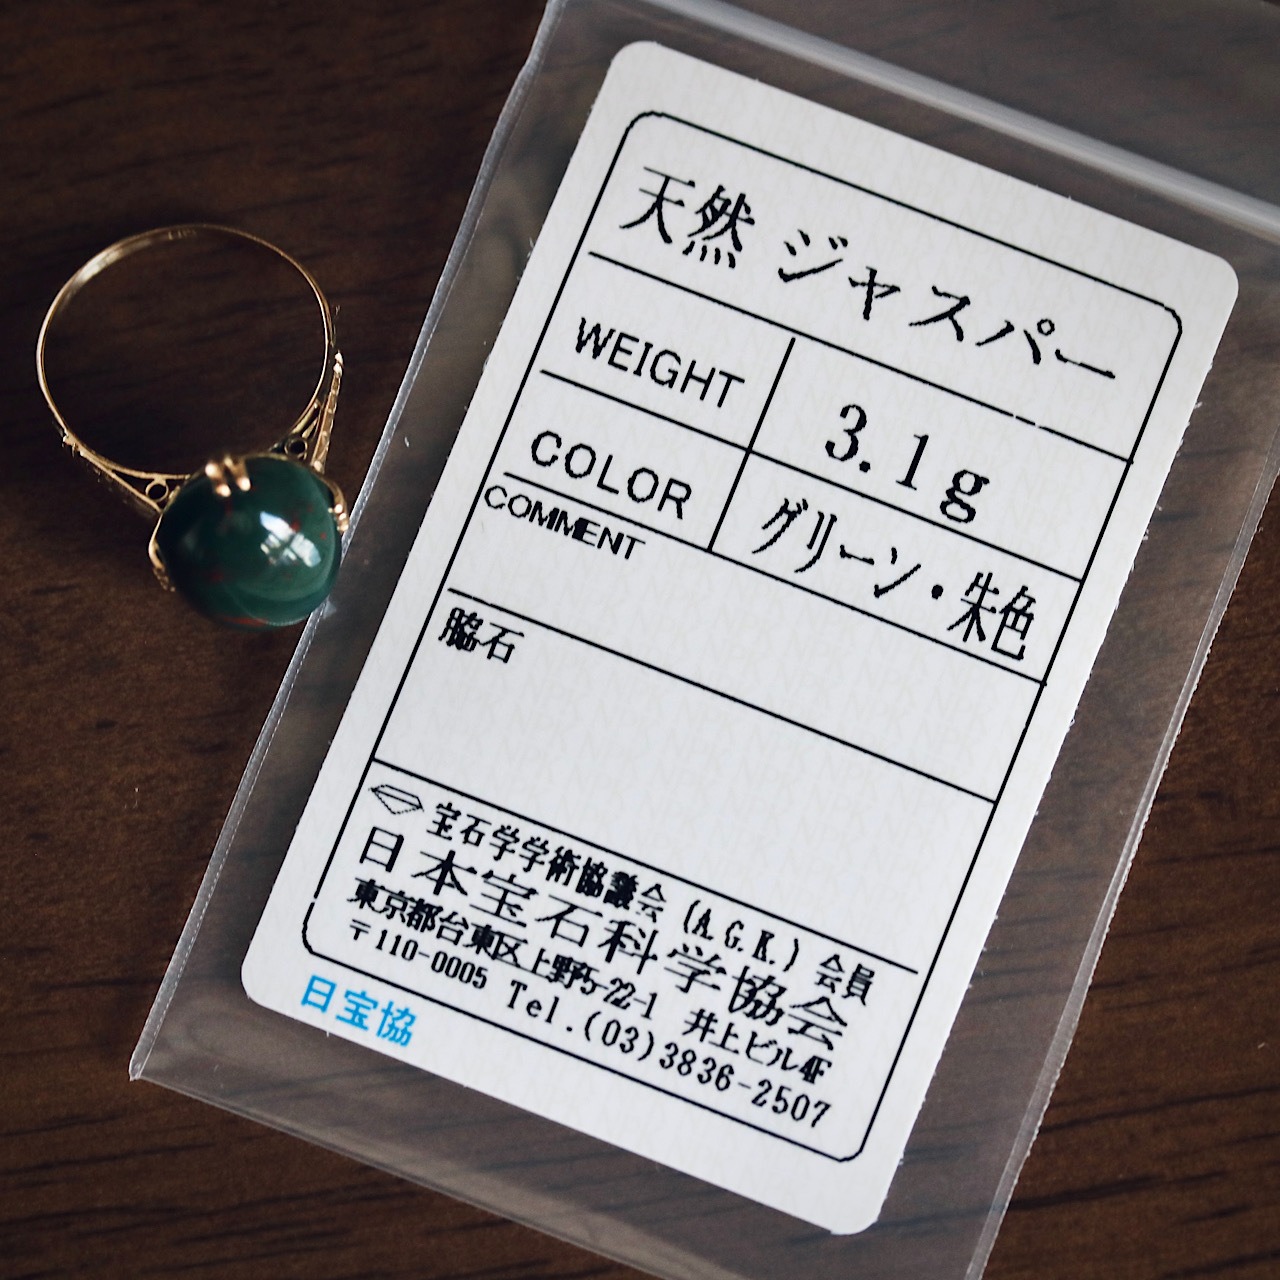 天然 ジャスパー
WEIGHT 3.1g
COLOR グリーン・朱色
COMMENT
脇石
宝石学学術協議会 (A.G.K.) 会員
日本宝石科学協会
東京都台東区上野5-22-1 井上ビル4F
〒110-0005 Tel.(03)3836-2507
日宝協